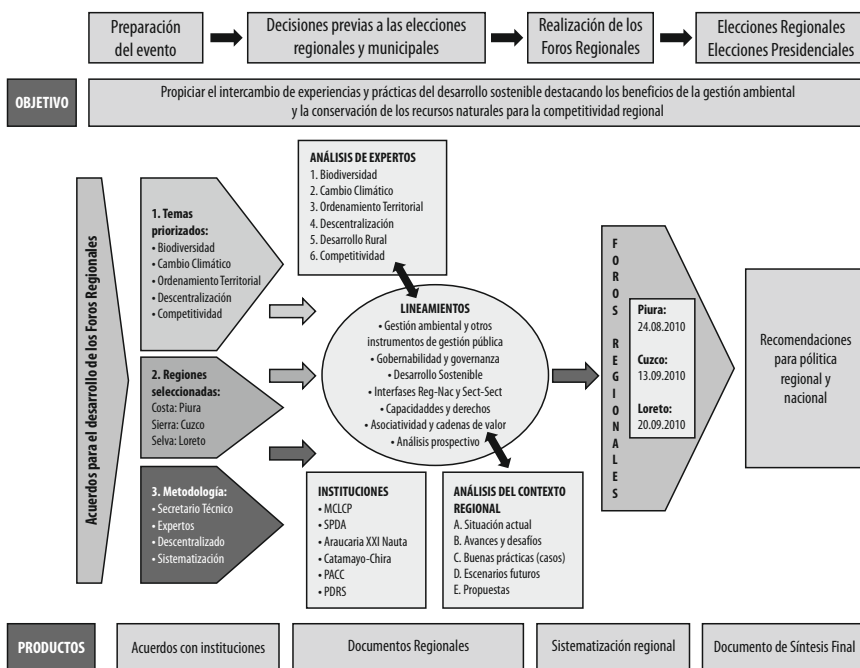 Preparación
del evento
Decisiones previas a las elecciones
regionales y municipales
Realización de los
Foros Regionales
Elecciones Regionales
Elecciones Presidenciales
OBJETIVO
Propiciar el intercambio de experiencias y prácticas del desarrollo sostenible destacando los beneficios de la gestión ambiental
y la conservación de los recursos naturales para la competitividad regional
Acuerdos para el desarrollo de los Foros Regionales
1. Temas
priorizados:
• Biodiversidad
• Cambio Climático
• Ordenamiento Territorial
• Descentralización
• Competitividad
2. Regiones
seleccionadas:
Costa: Piura
Sierra: Cuzco
Selva: Loreto
3. Metodología:
• Secretario Técnico
• Expertos
• Descentralizado
• Sistematización
ANÁLISIS DE EXPERTOS
1. Biodiversidad
2. Cambio Climático
3. Ordenamiento Territorial
4. Descentralización
5. Desarrollo Rural
6. Competitividad
LINEAMIENTOS
• Gestión ambiental y otros
instrumentos de gestión pública
• Gobernabilidad y governanza
• Desarrollo Sostenible
• Interfases Reg-Nac y Sect-Sect
• Capacidaddes y derechos
• Asociatividad y cadenas de valor
• Análisis prospectivo
INSTITUCIONES
• MCLCP
• SPDA
• Araucaria XXI Nauta
• Catamayo-Chira
• PACC
• PDRS
ANÁLISIS DEL CONTEXTO
REGIONAL
A. Situación actual
B. Avances y desafíos
C. Buenas prácticas (casos)
D. Escenarios futuros
E. Propuestas
FOROS REGIONALES
Piura:
24.08.2010
Cuzco:
13.09.2010
Loreto:
20.09.2010
Recomendaciones
para pólitica
regional y
nacional
PRODUCTOS
Acuerdos con instituciones
Documentos Regionales
Sistematización regional
Documento de Síntesis Final